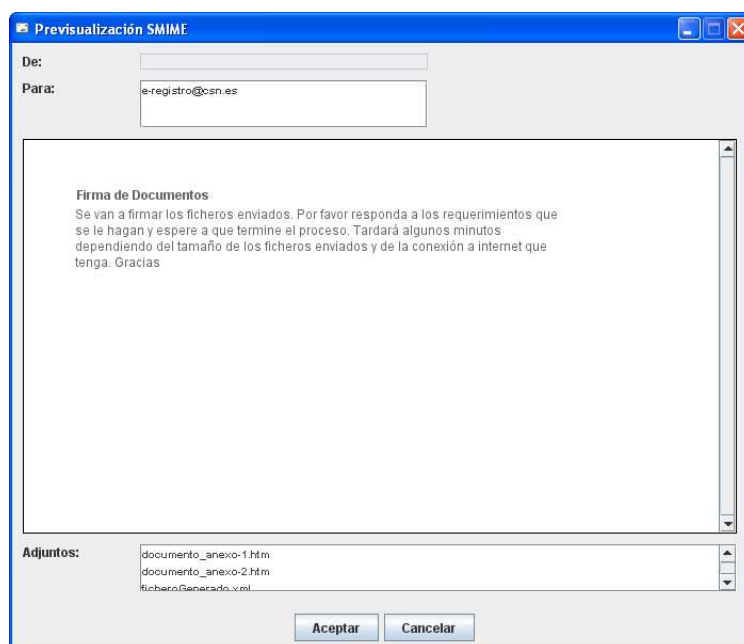 Previsualización SMIME
De:
Para:
e-registro@csn.es
Firma de Documentos
Se van a firmar los ficheros enviados. Por favor responda a los requerimientos que
se le hagan y espere a que termine el proceso. Tardará algunos minutos
dependiendo del tamaño de los ficheros enviados y de la conexión a internet que
tenga. Gracias
Adjuntos:
documento_anexo-1.htm
documento_anexo-2.htm
ficheroGenerado.xml
Aceptar
Cancelar